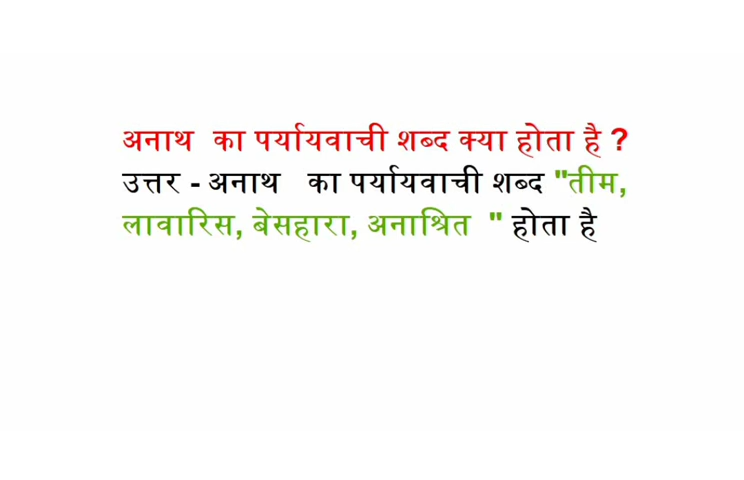 अनाथ का पर्यायवाची शब्द क्या होता है ?
उत्तर - अनाथ का पर्यायवाची शब्द "तीम,
लावारिस, बेसहारा, अनाश्रित " होता है